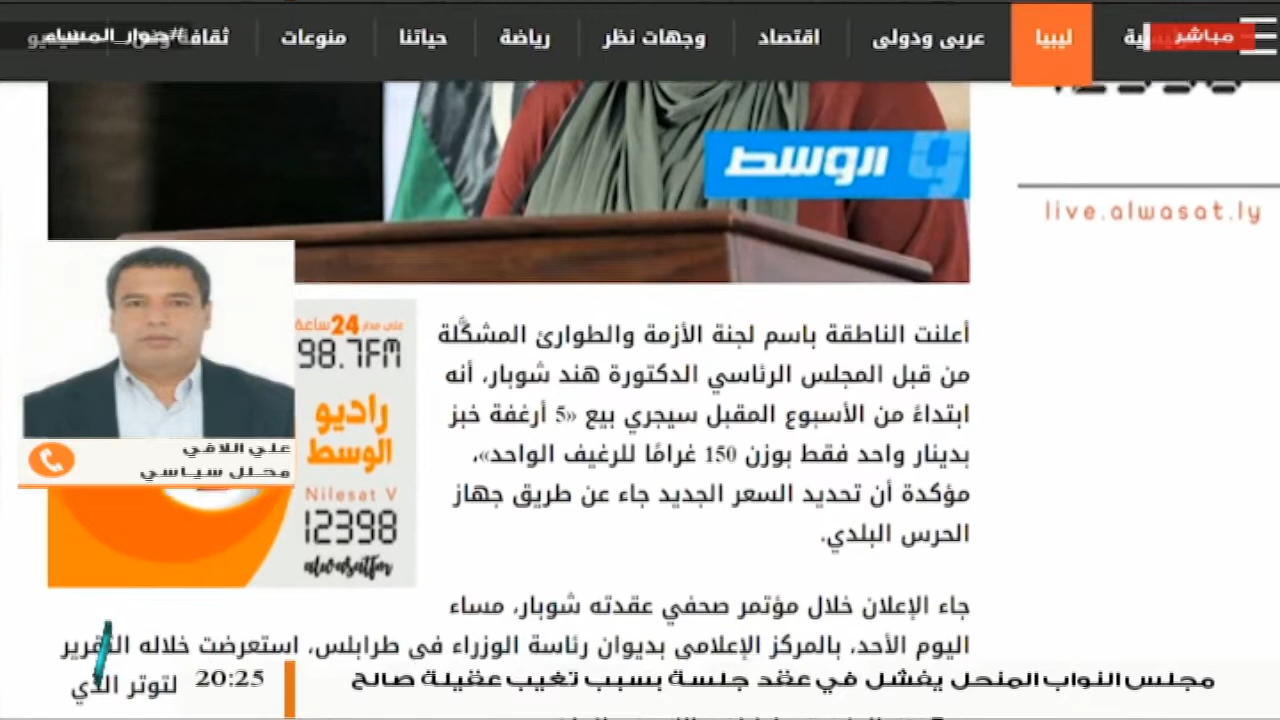 مباشر
ليبيا
عربي ودولي
اقتصاد
وجهات نظر
رياضة
حياتنا
منوعات
#حوار_المساء
الوسط
live.alwasat.ly
على مدار 24 ساعة
98.7FM
راديو
الوسط
Nilesat V
12398
alwasatfm
علي اللافي
محلل سياسي
أعلنت الناطقة باسم لجنة الأزمة والطوارئ المشكَّلة
من قبل المجلس الرئاسي الدكتورة هند شوبار، أنه
ابتداءً من الأسبوع المقبل سيجري بيع «5 أرغفة خبز
بدينار واحد فقط بوزن 150 غرامًا للرغيف الواحد»،
مؤكدة أن تحديد السعر الجديد جاء عن طريق جهاز
الحرس البلدي.
جاء الإعلان خلال مؤتمر صحفي عقدته شوبار، مساء
اليوم الأحد، بالمركز الإعلامي بديوان رئاسة الوزراء في طرابلس، استعرضت خلاله التقرير
مجلس النواب المنحل يفشل في عقد جلسة بسبب تغيب عقيلة صالح
20:25
لتوتر الذي